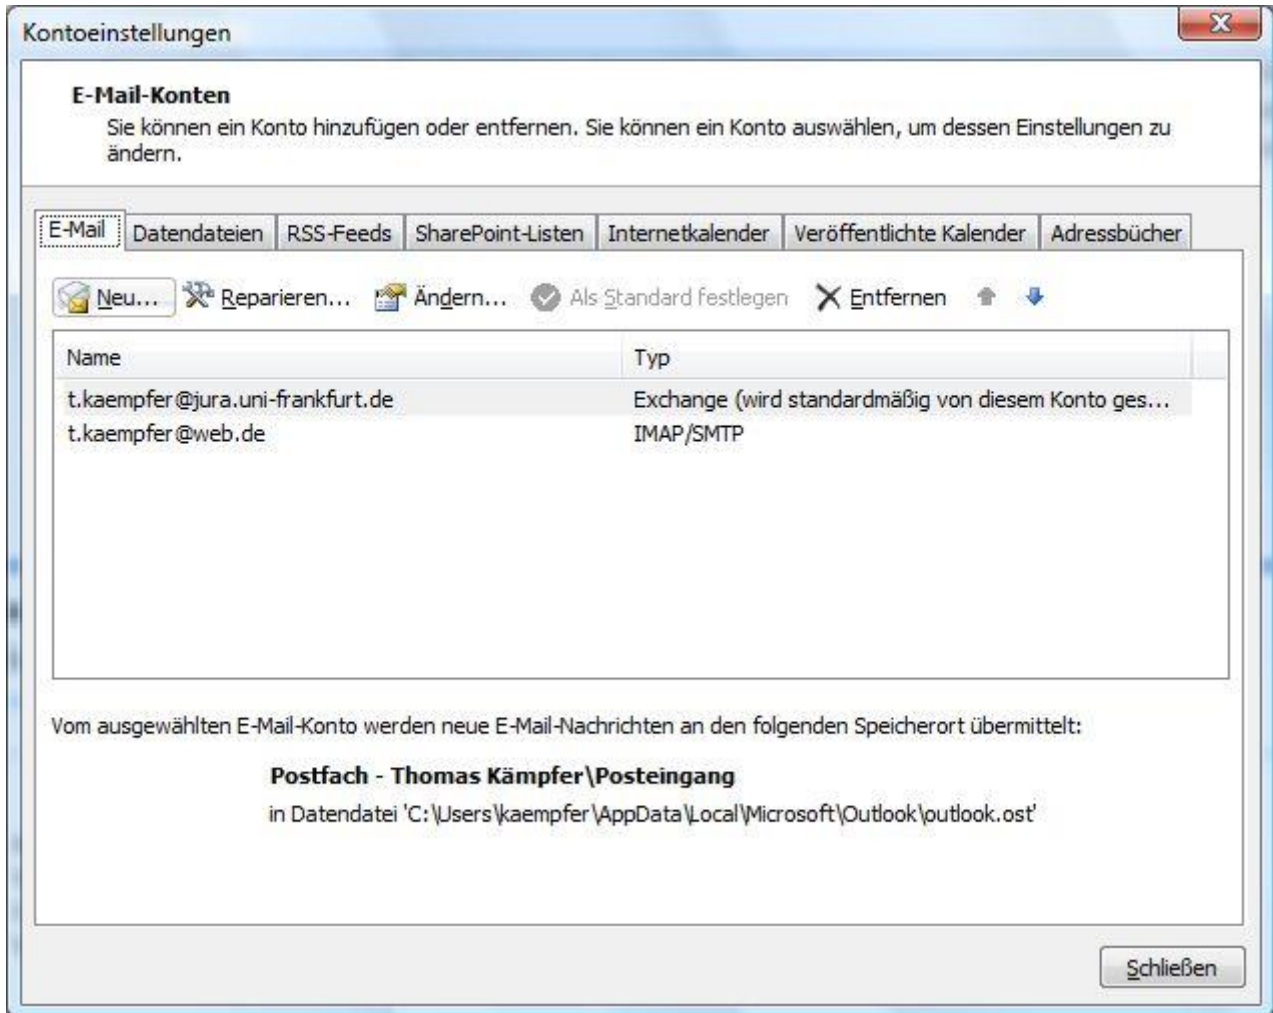 Kontoeinstellungen
E-Mail-Konten
Sie können ein Konto hinzufügen oder entfernen. Sie können ein Konto auswählen, um dessen Einstellungen zu
ändern.
E-Mail Datendateien RSS-Feeds SharePoint-Listen Internetkalender Veröffentlichte Kalender Adressbücher
Neu... Reparieren... Ändern... Als Standard festlegen Entfernen
Name Typ
t.kaempfer@jura.uni-frankfurt.de Exchange (wird standardmäßig von diesem Konto ges...
t.kaempfer@web.de IMAP/SMTP
Vom ausgewählten E-Mail-Konto werden neue E-Mail-Nachrichten an den folgenden Speicherort übermittelt:
Postfach - Thomas Kämpfer\Posteingang
in Datendatei 'C:\Users\kaempfer\AppData\Local\Microsoft\Outlook\outlook.ost'
Schließen